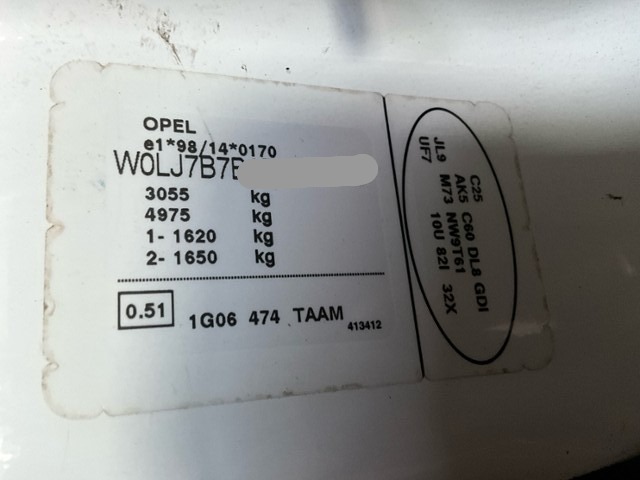 OPEL
e1*98/14*0170
W0LJ7B7B
3055 kg
4975 kg
1- 1620 kg
2- 1650 kg
0.51 1G06 474 TAAM 413412
C25 C60 DL8 GDI
AK5 NW9T61
JL9 M73 10U 82I 32X
UF7